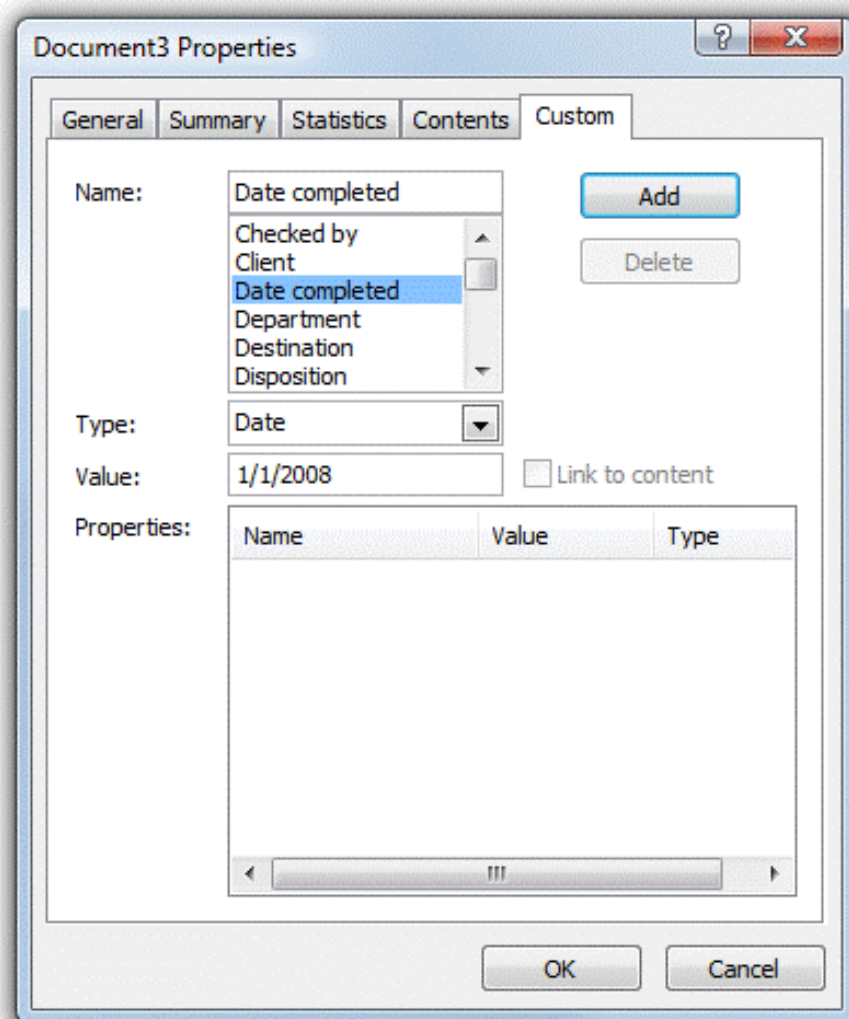 Document3 Properties
General Summary Statistics Contents Custom
Name: Date completed Add
Checked by
Client Delete
Date completed
Department
Destination
Disposition
Type: Date
Value: 1/1/2008 Link to content
Properties: Name Value Type
OK Cancel